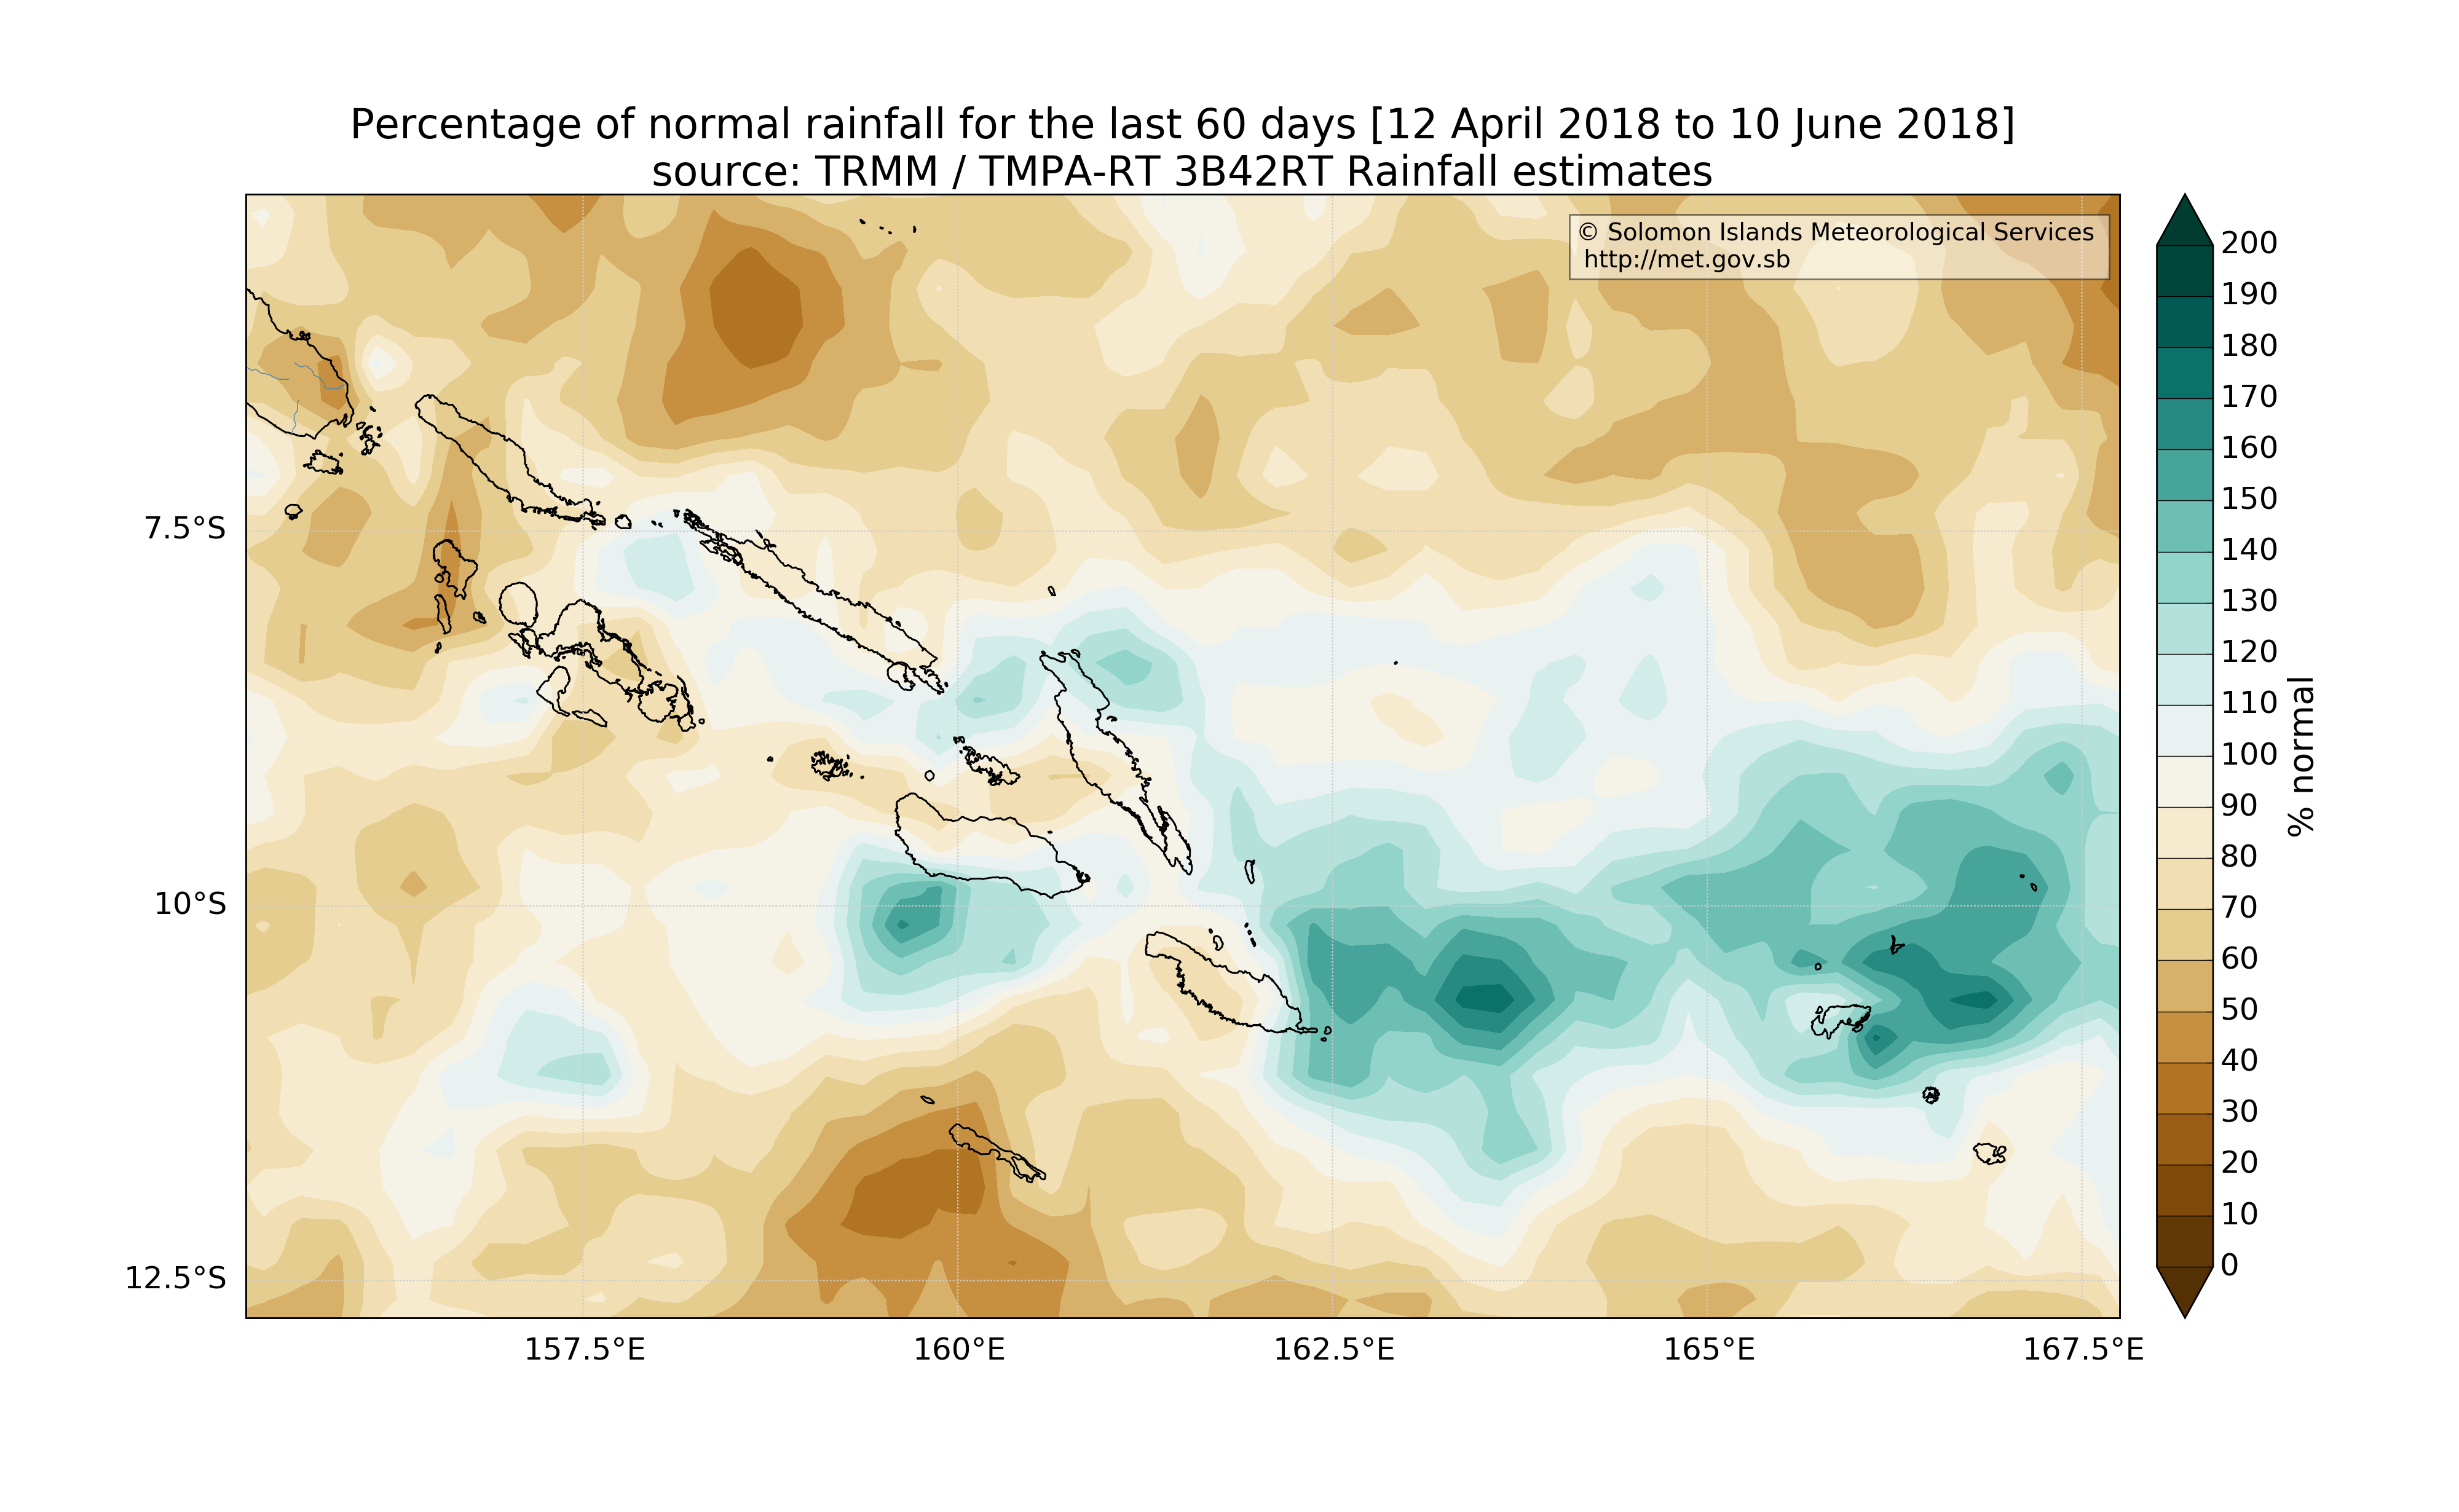 Percentage of normal rainfall for the last 60 days [12 April 2018 to 10 June 2018]
source: TRMM / TMPA-RT 3B42RT Rainfall estimates
© Solomon Islands Meteorological Services
http://met.gov.sb
7.5°S
10°S
12.5°S
157.5°E
160°E
162.5°E
165°E
167.5°E
200
190
180
170
160
150
140
130
120
110
100
90
80
70
60
50
40
30
20
10
0
% normal